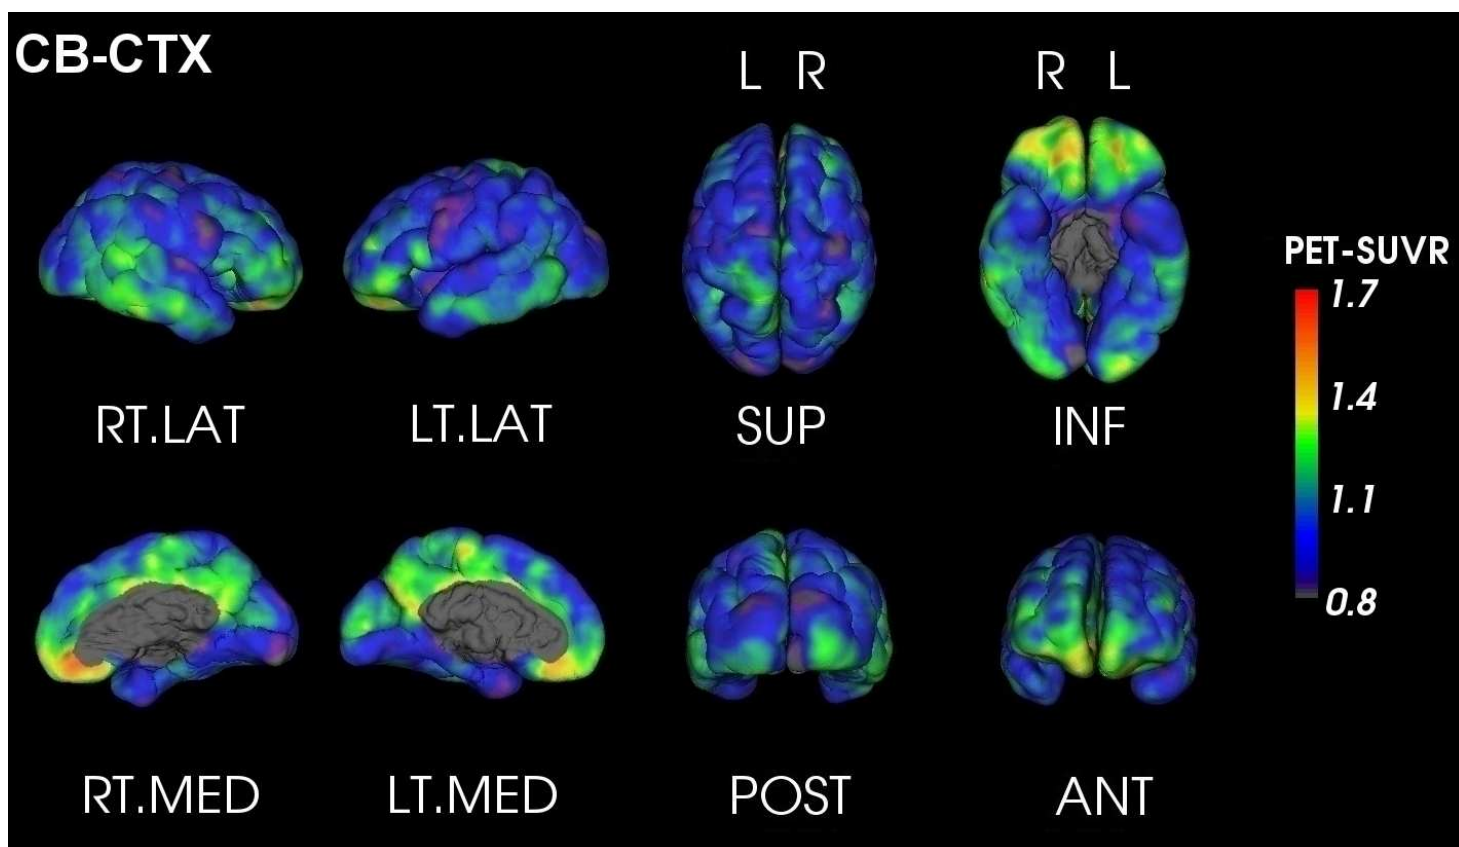 CB-CTX
L R
R L
RT.LAT
LT.LAT
SUP
INF
PET-SUVR
1.7
1.4
1.1
0.8
RT.MED
LT.MED
POST
ANT